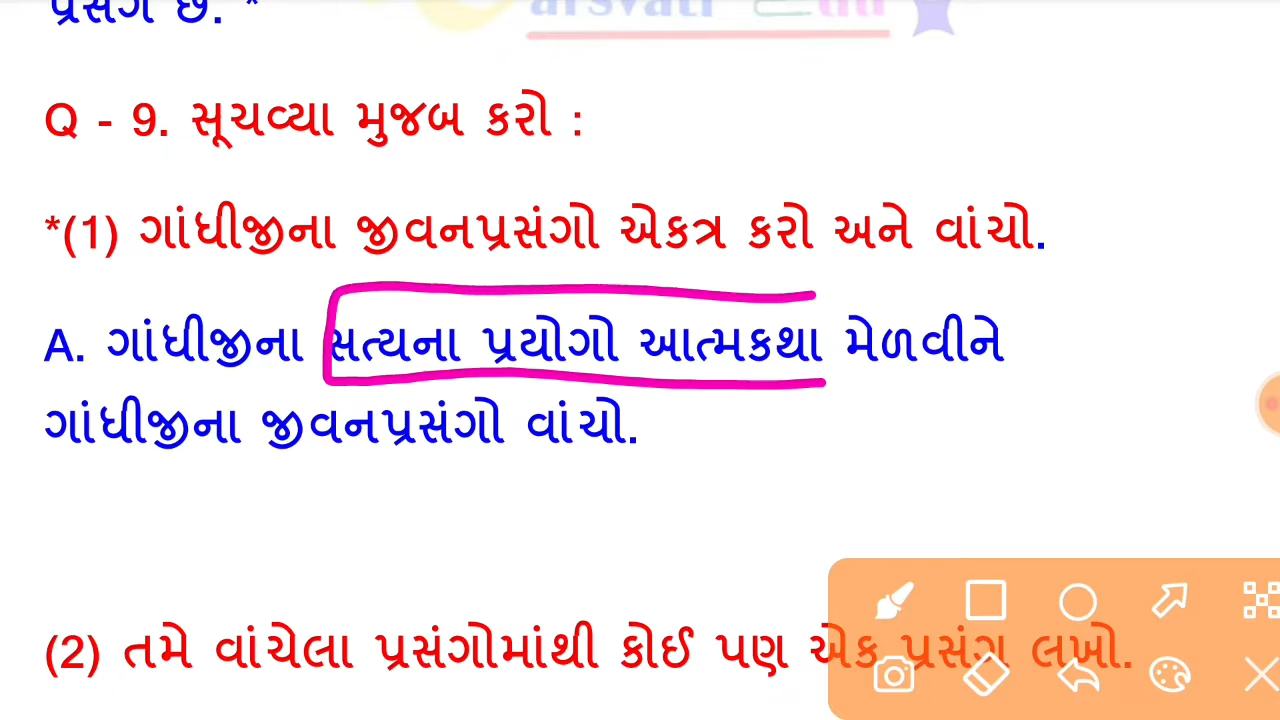 પ્રસંગ છે. *
Q - 9. સૂચવ્યા મુજબ કરો :
*(1) ગાંધીજીના જીવનપ્રસંગો એકત્ર કરો અને વાંચો.
A. ગાંધીજીના સત્યના પ્રયોગો આત્મકથા મેળવીને
ગાંધીજીના જીવનપ્રસંગો વાંચો.
(2) તમે વાંચેલા પ્રસંગોમાંથી કોઈ પણ એક પ્રસંગ લખો.